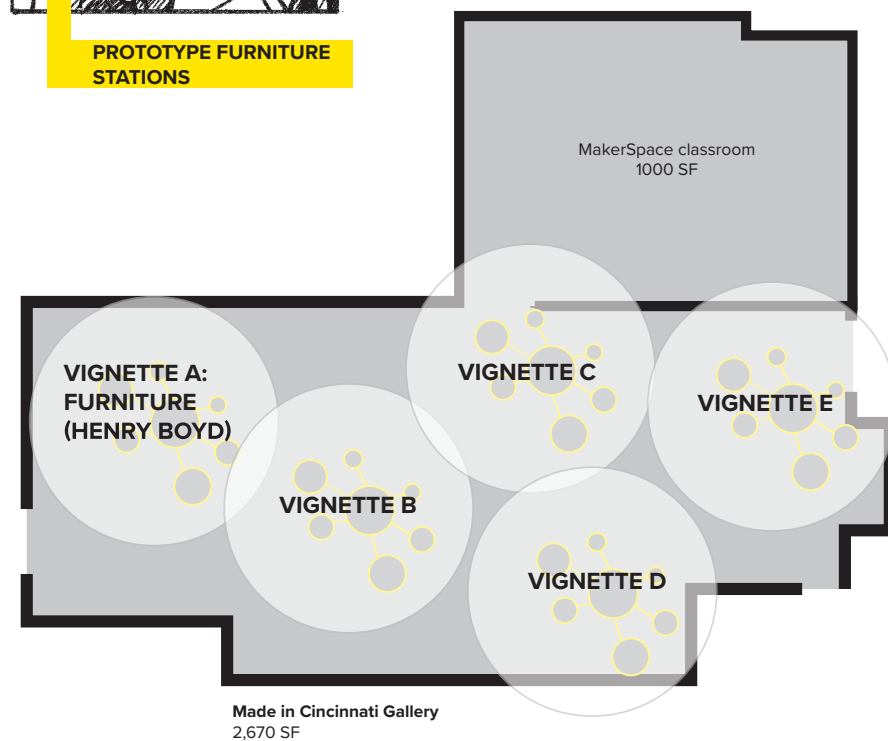 PROTOTYPE FURNITURE
STATIONS
MakerSpace classroom
1000 SF
VIGNETTE A:
FURNITURE
(HENRY BOYD)
VIGNETTE C
VIGNETTE E
VIGNETTE B
VIGNETTE D
Made in Cincinnati Gallery
2,670 SF